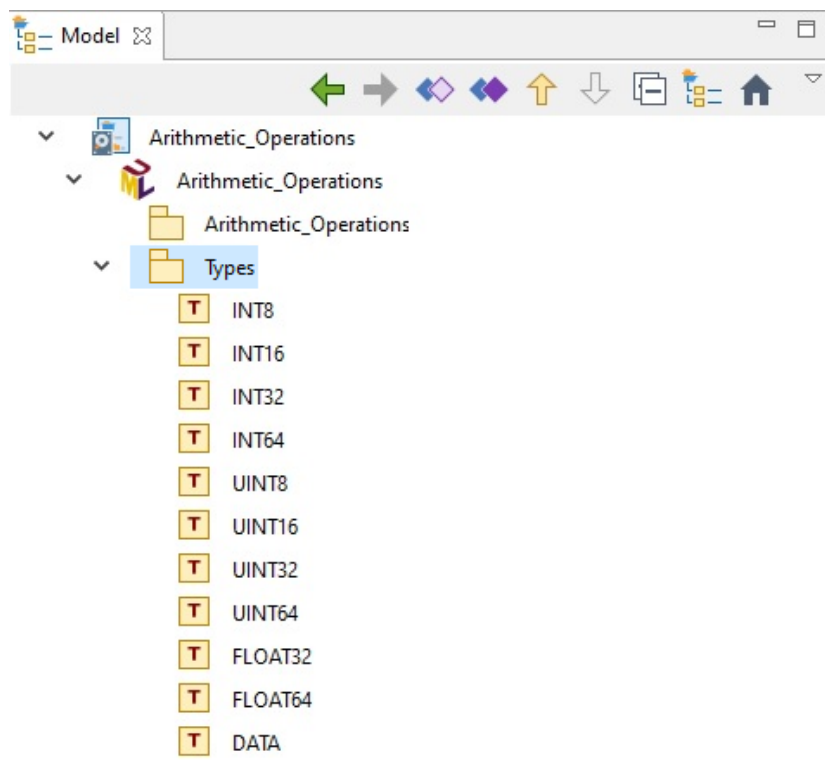 Model
Arithmetic_Operations
Arithmetic_Operations
Arithmetic_Operations
Types
T INT8
T INT16
T INT32
T INT64
T UINT8
T UINT16
T UINT32
T UINT64
T FLOAT32
T FLOAT64
T DATA